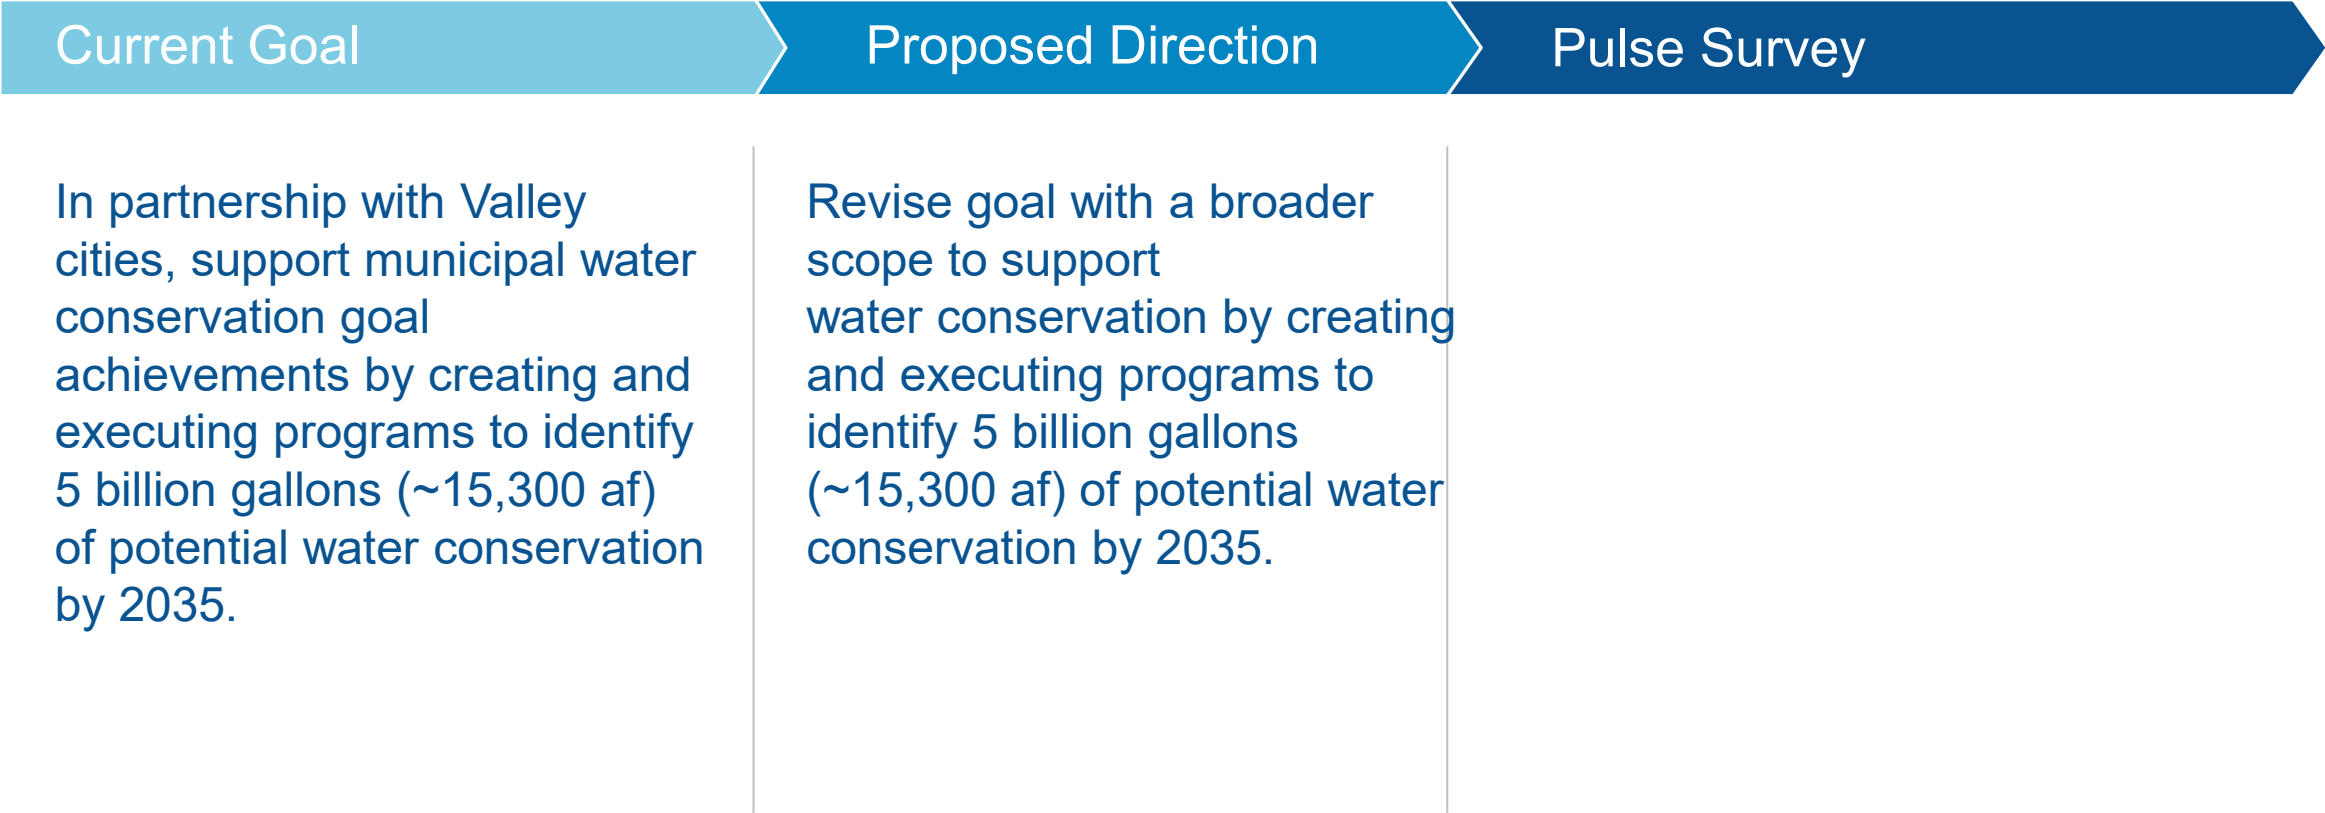 Current Goal
Proposed Direction
Pulse Survey
In partnership with Valley
cities, support municipal water
conservation goal
achievements by creating and
executing programs to identify
5 billion gallons (~15,300 af)
of potential water conservation
by 2035.
Revise goal with a broader
scope to support
water conservation by creating
and executing programs to
identify 5 billion gallons
(~15,300 af) of potential water
conservation by 2035.